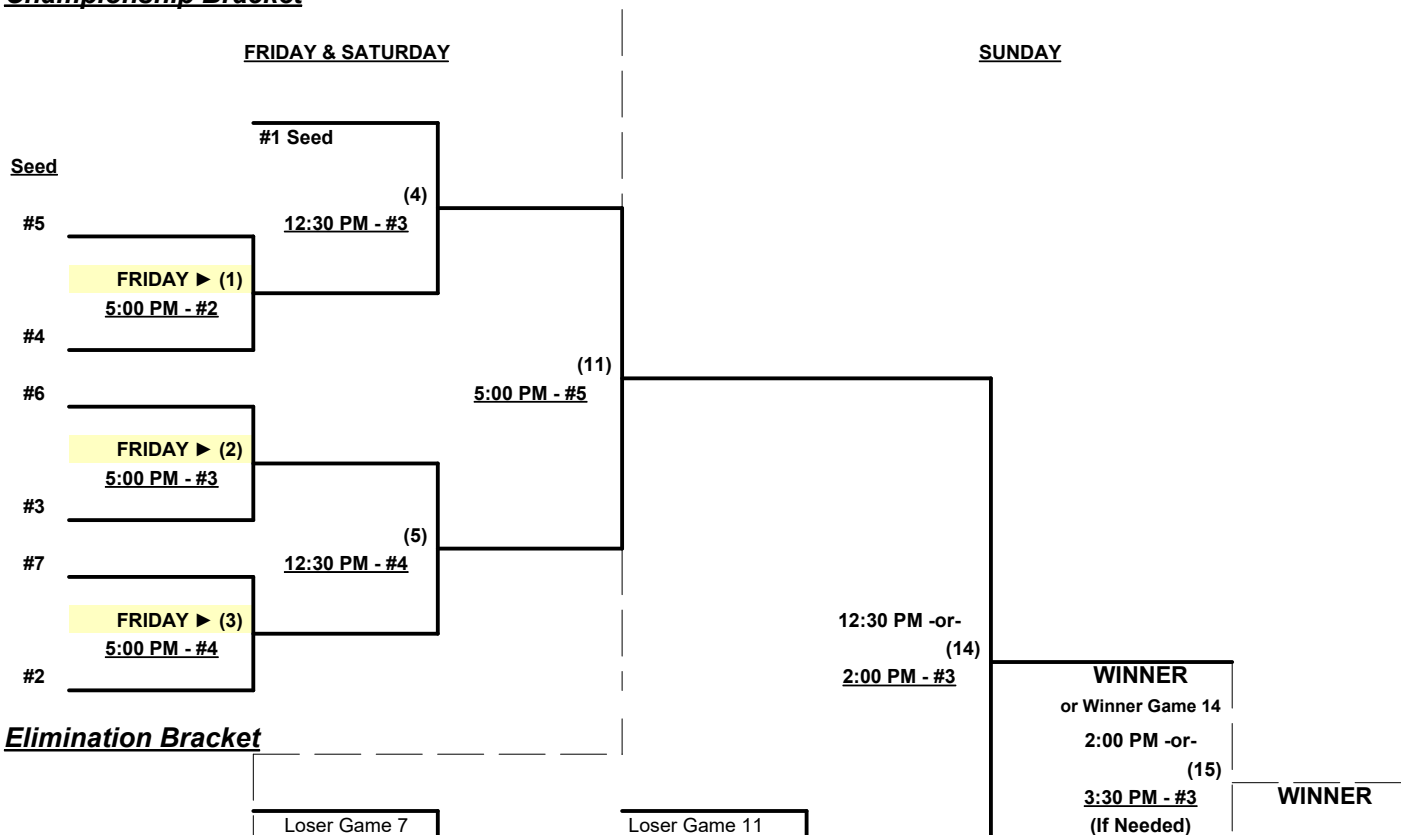 Championship Bracket
FRIDAY & SATURDAY
SUNDAY
#1 Seed
Seed
(4)
12:30 PM - #3
#5
FRIDAY ► (1)
5:00 PM - #2
#4
(11)
5:00 PM - #5
#6
FRIDAY ► (2)
5:00 PM - #3
#3
(5)
12:30 PM - #4
#7
FRIDAY ► (3)
5:00 PM - #4
#2
12:30 PM -or-
(14)
2:00 PM - #3
WINNER
or Winner Game 14
2:00 PM -or-
(15)
3:30 PM - #3
(If Needed)
WINNER
Elimination Bracket
Loser Game 7
Loser Game 11